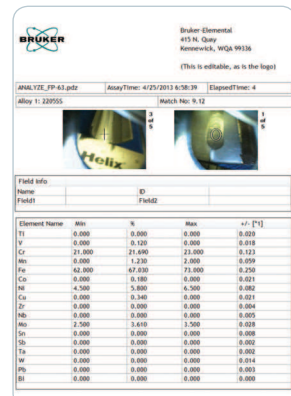 BRUKER
Bruker Elemental
415 N. Quay
Kennewick, WQA 99336
(This is editable, as is the logo)
ANALYZE_FP-63.pdz AssayTime: 4/25/2013 6:58:39 ElapsedTime: 4
Alloy 1: 2205SS Match No: 9.12
3 of 5
1 of 5
Helix
Field Info
Name ID
Field1 Field2
Element Name Min % Max +/- [*1]
Ti 0.000 0.000 0.000 0.020
V 0.000 0.120 0.000 0.018
Cr 21.000 21.690 23.000 0.123
Mn 0.000 1.230 2.000 0.059
Fe 62.000 67.030 73.000 0.250
Co 0.000 0.180 0.000 0.021
Ni 4.500 5.800 6.500 0.082
Cu 0.000 0.340 0.000 0.021
Zr 0.000 0.000 0.000 0.004
Nb 0.000 0.000 0.000 0.005
Mo 2.500 3.610 3.500 0.028
Sn 0.000 0.000 0.000 0.008
Sb 0.000 0.000 0.000 0.002
Ta 0.000 0.000 0.000 0.002
W 0.000 0.000 0.000 0.014
Pb 0.000 0.000 0.000 0.003
Bi 0.000 0.000 0.000 0.000